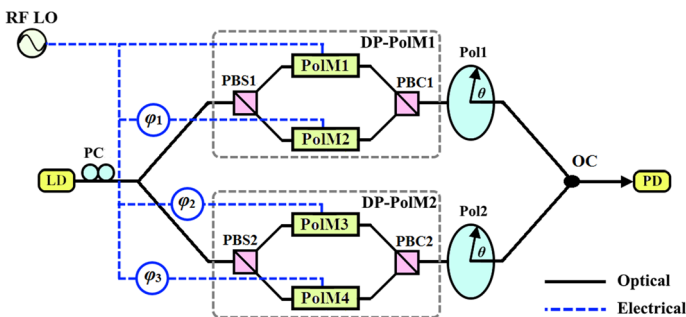 RF LO
DP-PolM1
Pol1
PolM1
PBS1
PBC1
θ
φ1
PolM2
PC
OC
LD
PD
DP-PolM2
φ2
Pol2
PolM3
PBS2
PBC2
θ
φ3
PolM4
Optical
Electrical